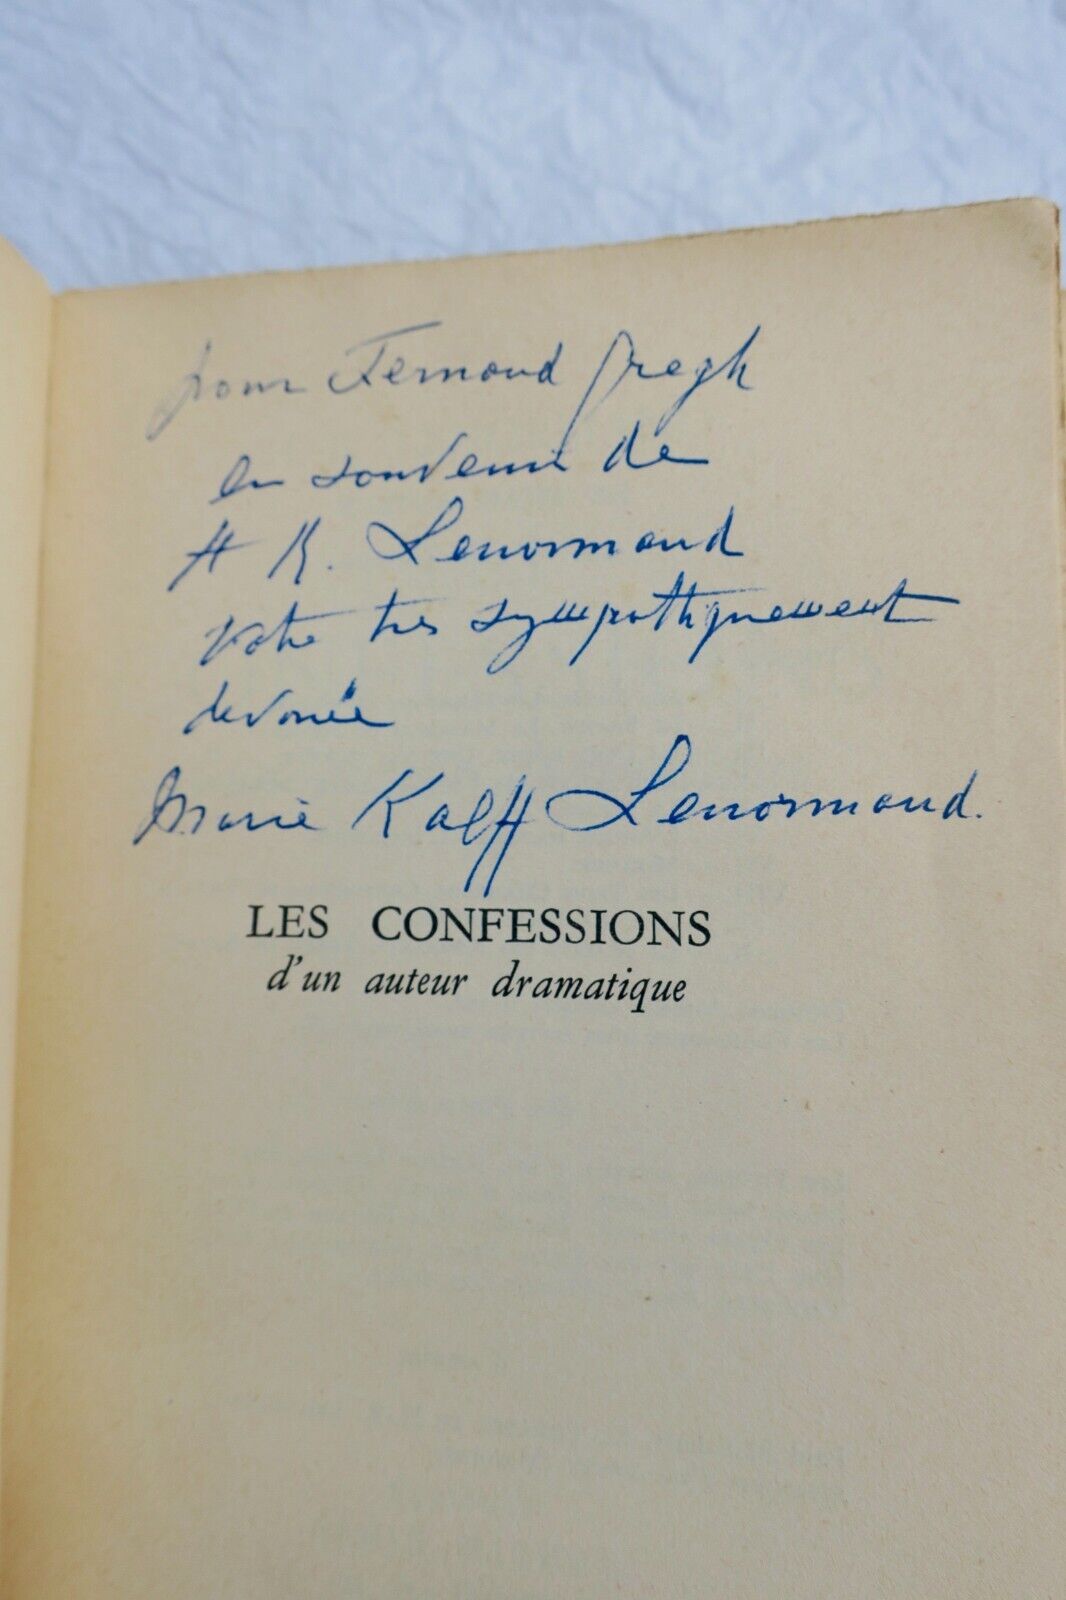 pour Fernand Gregh
en souvenir de
H R. Lenormand
votre très sympathiquement
dévouée
Marie Kalff Lenormand.
LES CONFESSIONS
d'un auteur dramatique